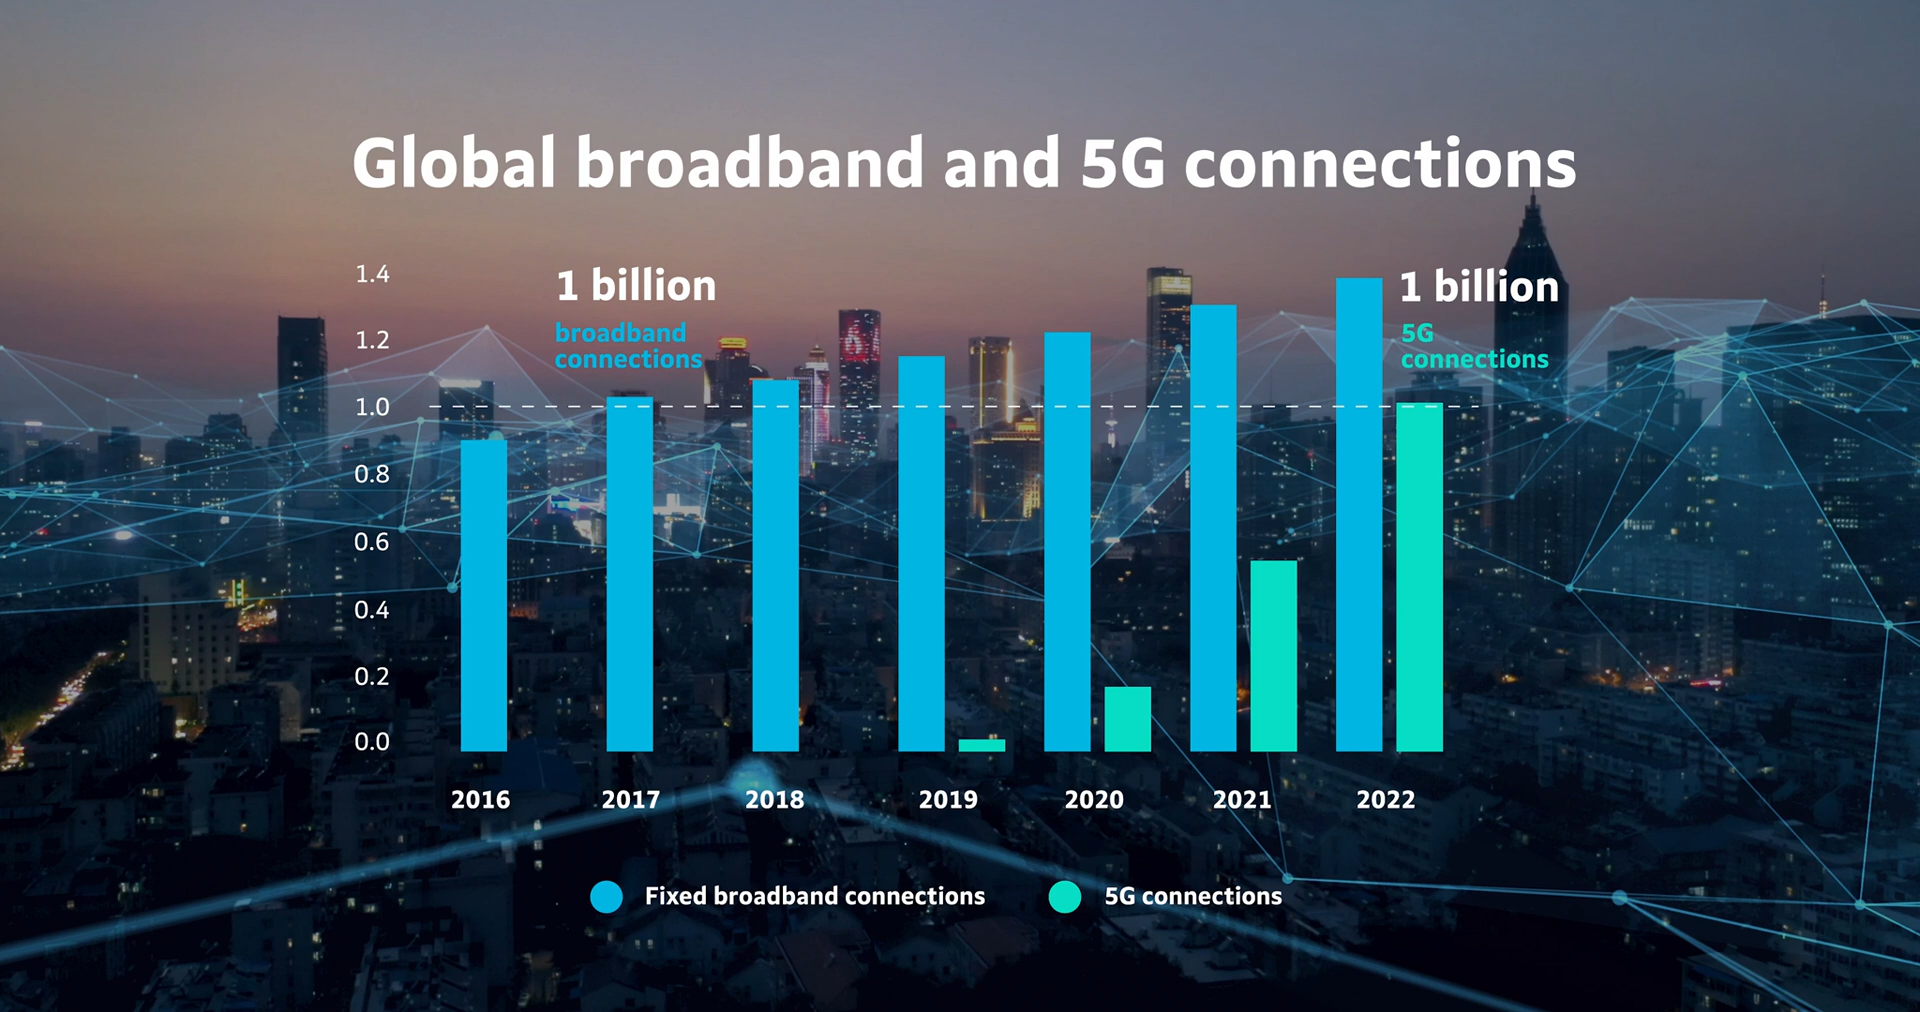 Global broadband and 5G connections
1.4
1.2
1.0
0.8
0.6
0.4
0.2
0.0
1 billion
broadband
connections
1 billion
5G
connections
2016 2017 2018 2019 2020 2021 2022
Fixed broadband connections 5G connections